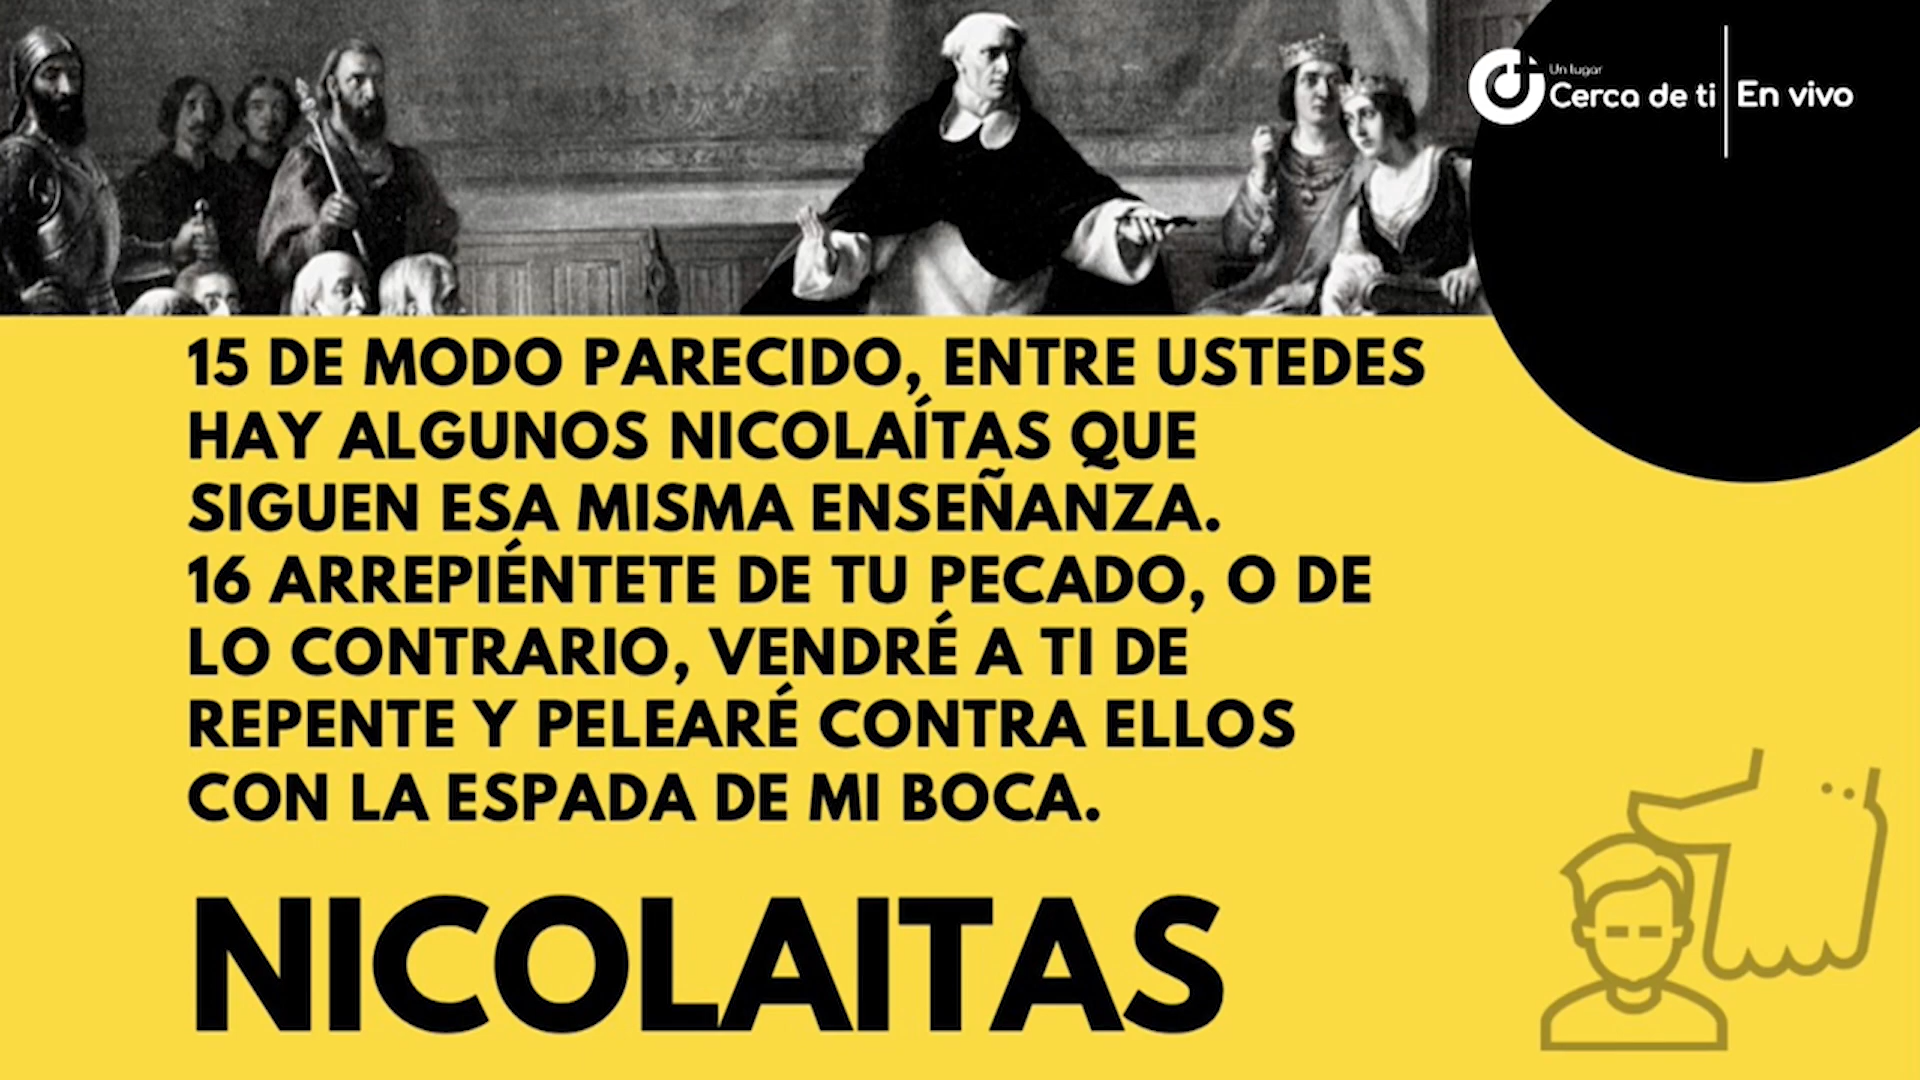 Un lugar
Cerca de ti | En vivo
15 DE MODO PARECIDO, ENTRE USTEDES
HAY ALGUNOS NICOLAÍTAS QUE
SIGUEN ESA MISMA ENSEÑANZA.
16 ARREPIÉNTETE DE TU PECADO, O DE
LO CONTRARIO, VENDRÉ A TI DE
REPENTE Y PELEARÉ CONTRA ELLOS
CON LA ESPADA DE MI BOCA.
NICOLAITAS